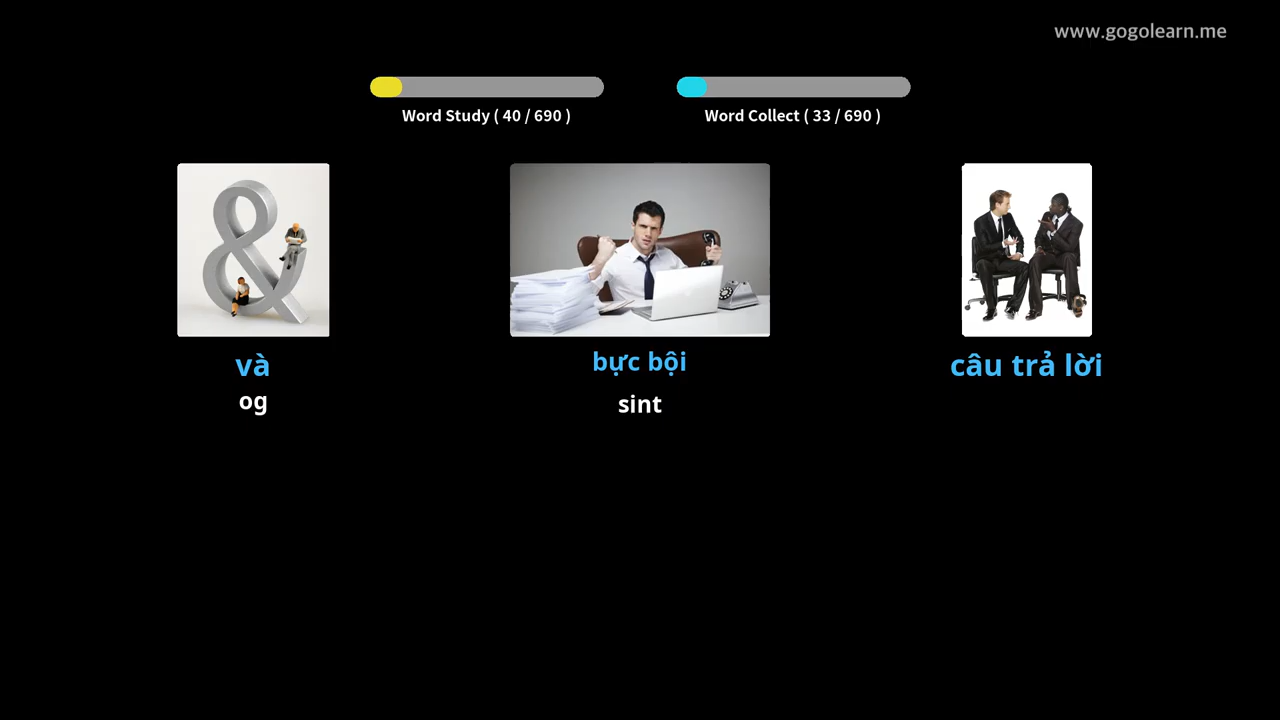 www.gogolearn.me
Word Study ( 40 / 690 )
Word Collect ( 33 / 690 )
và
og
bực bội
sint
câu trả lời